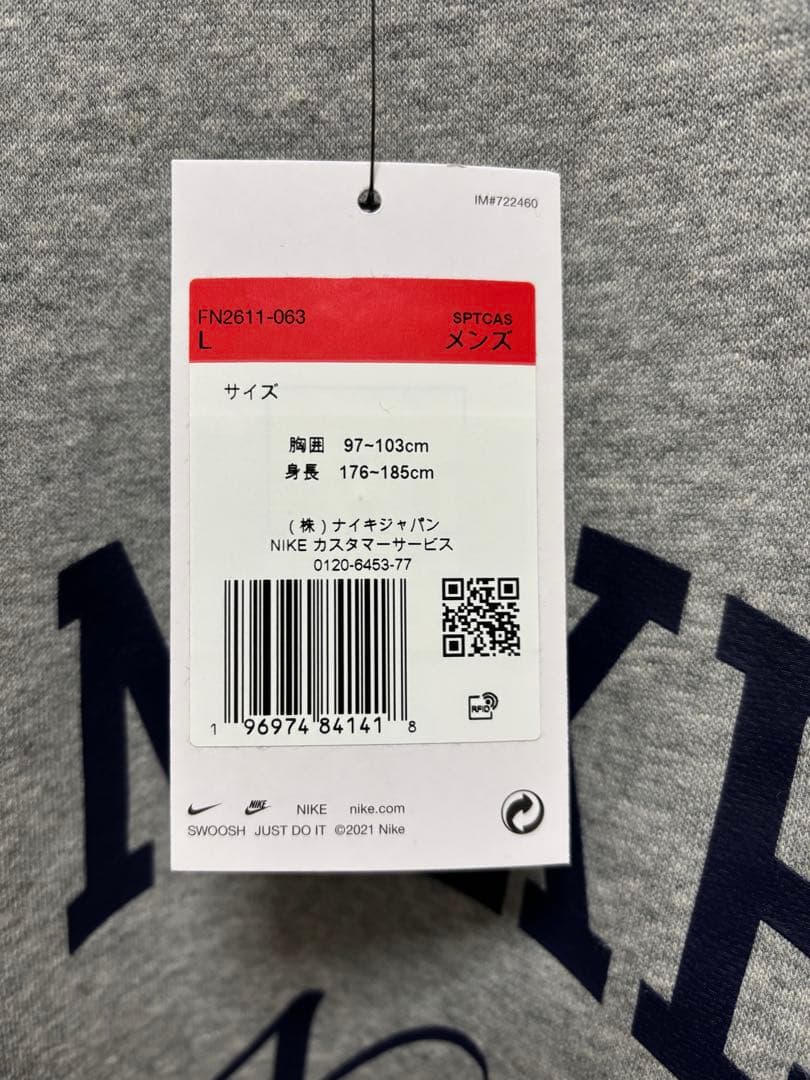 IM#722460
FN2611-063 SPTCAS
L メンズ
サイズ
胸囲 97~103cm
身長 176~185cm
(株)ナイキジャパン
NIKE カスタマーサービス
0120-6453-77
RFID
1 96974 84141 8
NIKE NIKE nike.com
SWOOSH JUST DO IT ©2021 Nike